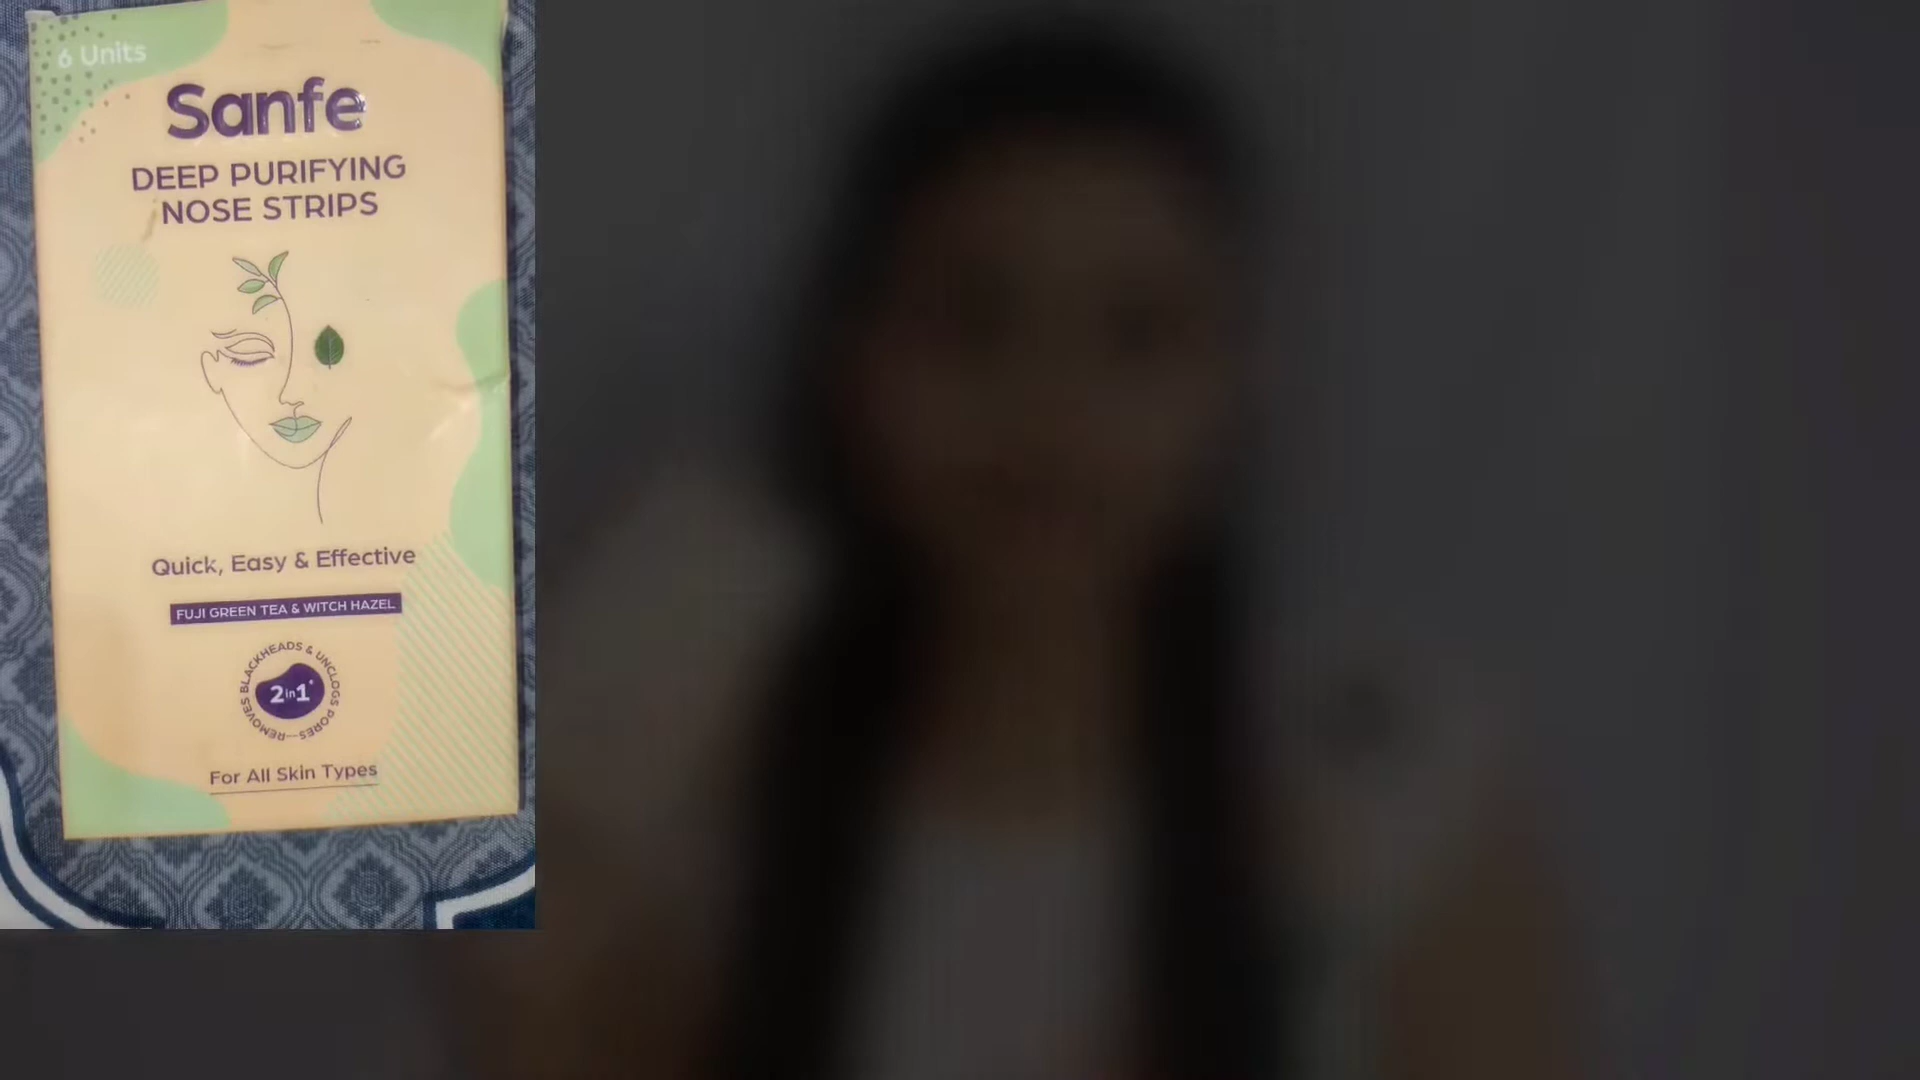 6 Units
Sanfe
DEEP PURIFYING
NOSE STRIPS
Quick, Easy & Effective
FUJI GREEN TEA & WITCH HAZEL
REMOVES BLACKHEADS & UNCLOGS PORES
2in1*
For All Skin Types